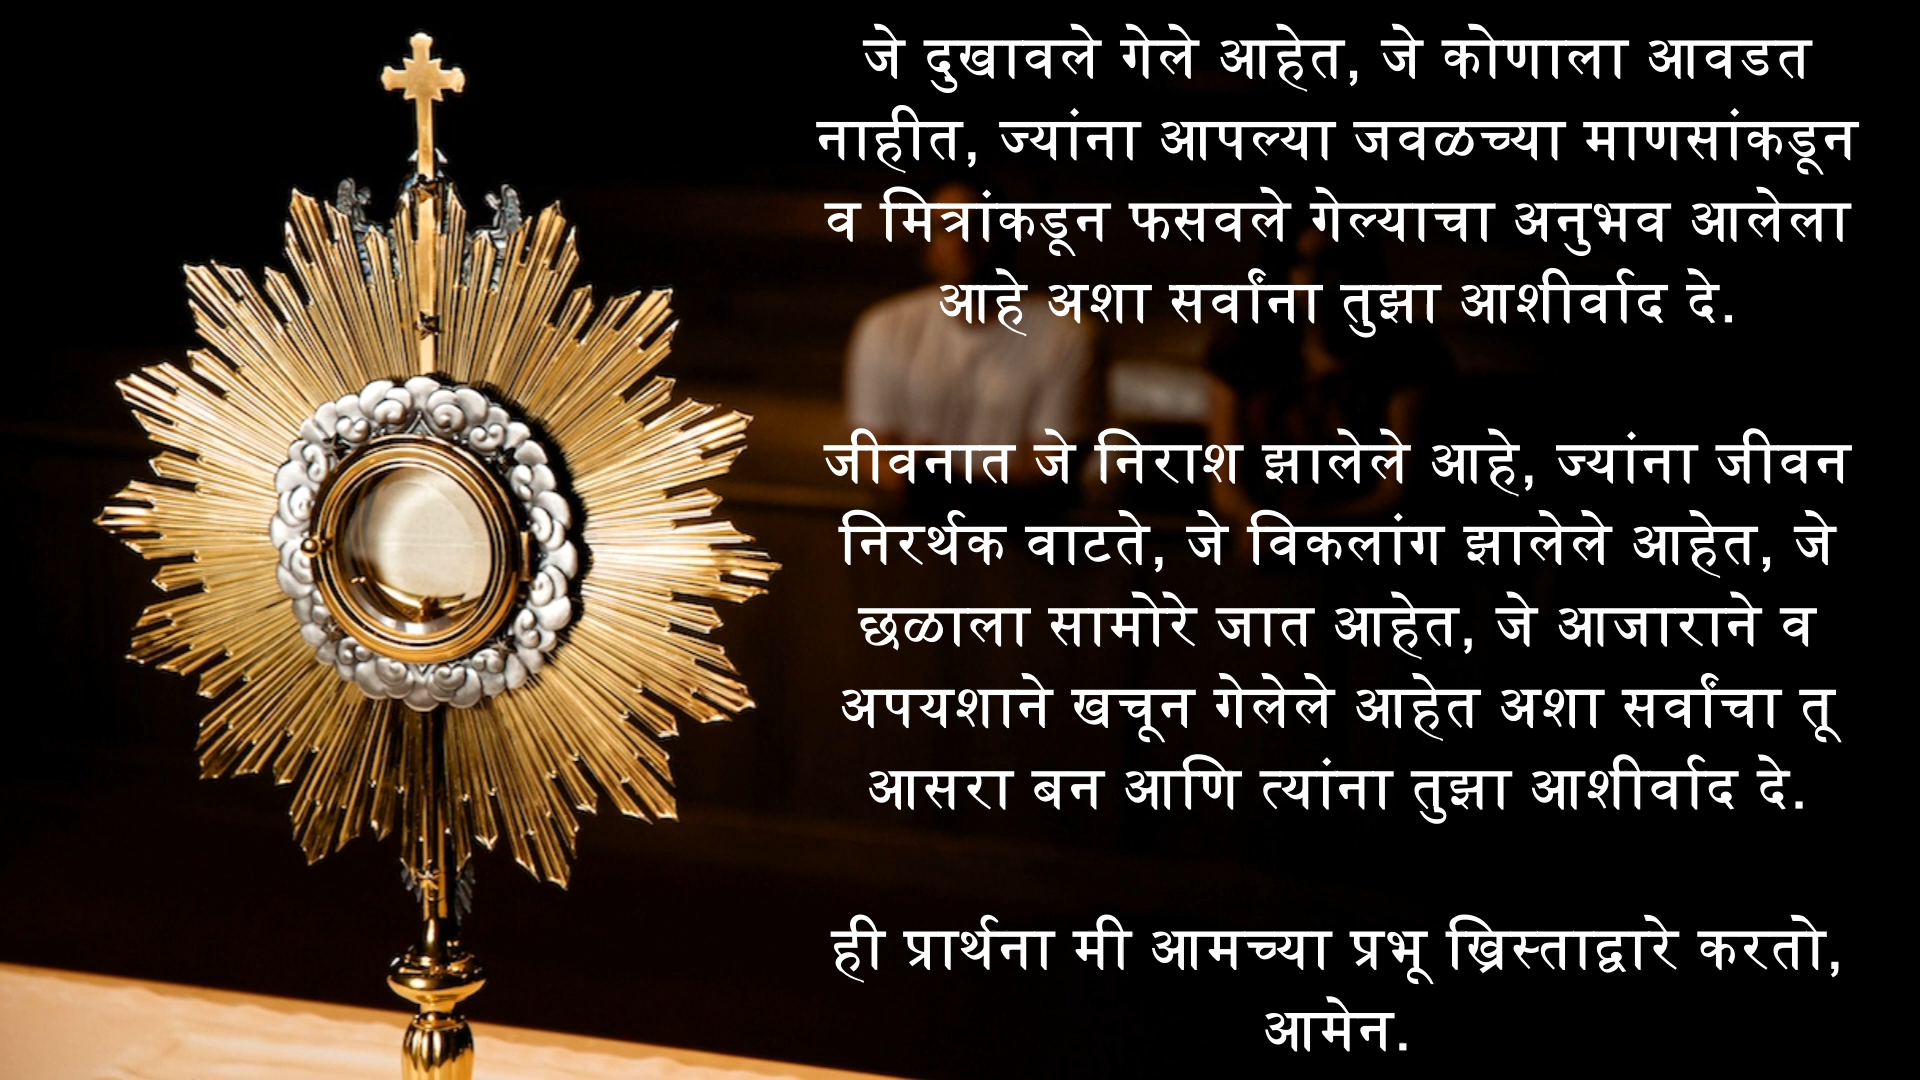 जे दुखावले गेले आहेत, जे कोणाला आवडत
नाहीत, ज्यांना आपल्या जवळच्या माणसांकडून
व मित्रांकडून फसवले गेल्याचा अनुभव आलेला
आहे अशा सर्वांना तुझा आशीर्वाद दे.
जीवनात जे निराश झालेले आहे, ज्यांना जीवन
निरर्थक वाटते, जे विकलांग झालेले आहेत, जे
छळाला सामोरे जात आहेत, जे आजाराने व
अपयशाने खचून गेलेले आहेत अशा सर्वांचा तू
आसरा बन आणि त्यांना तुझा आशीर्वाद दे.
ही प्रार्थना मी आमच्या प्रभू ख्रिस्ताद्वारे करतो,
आमेन.